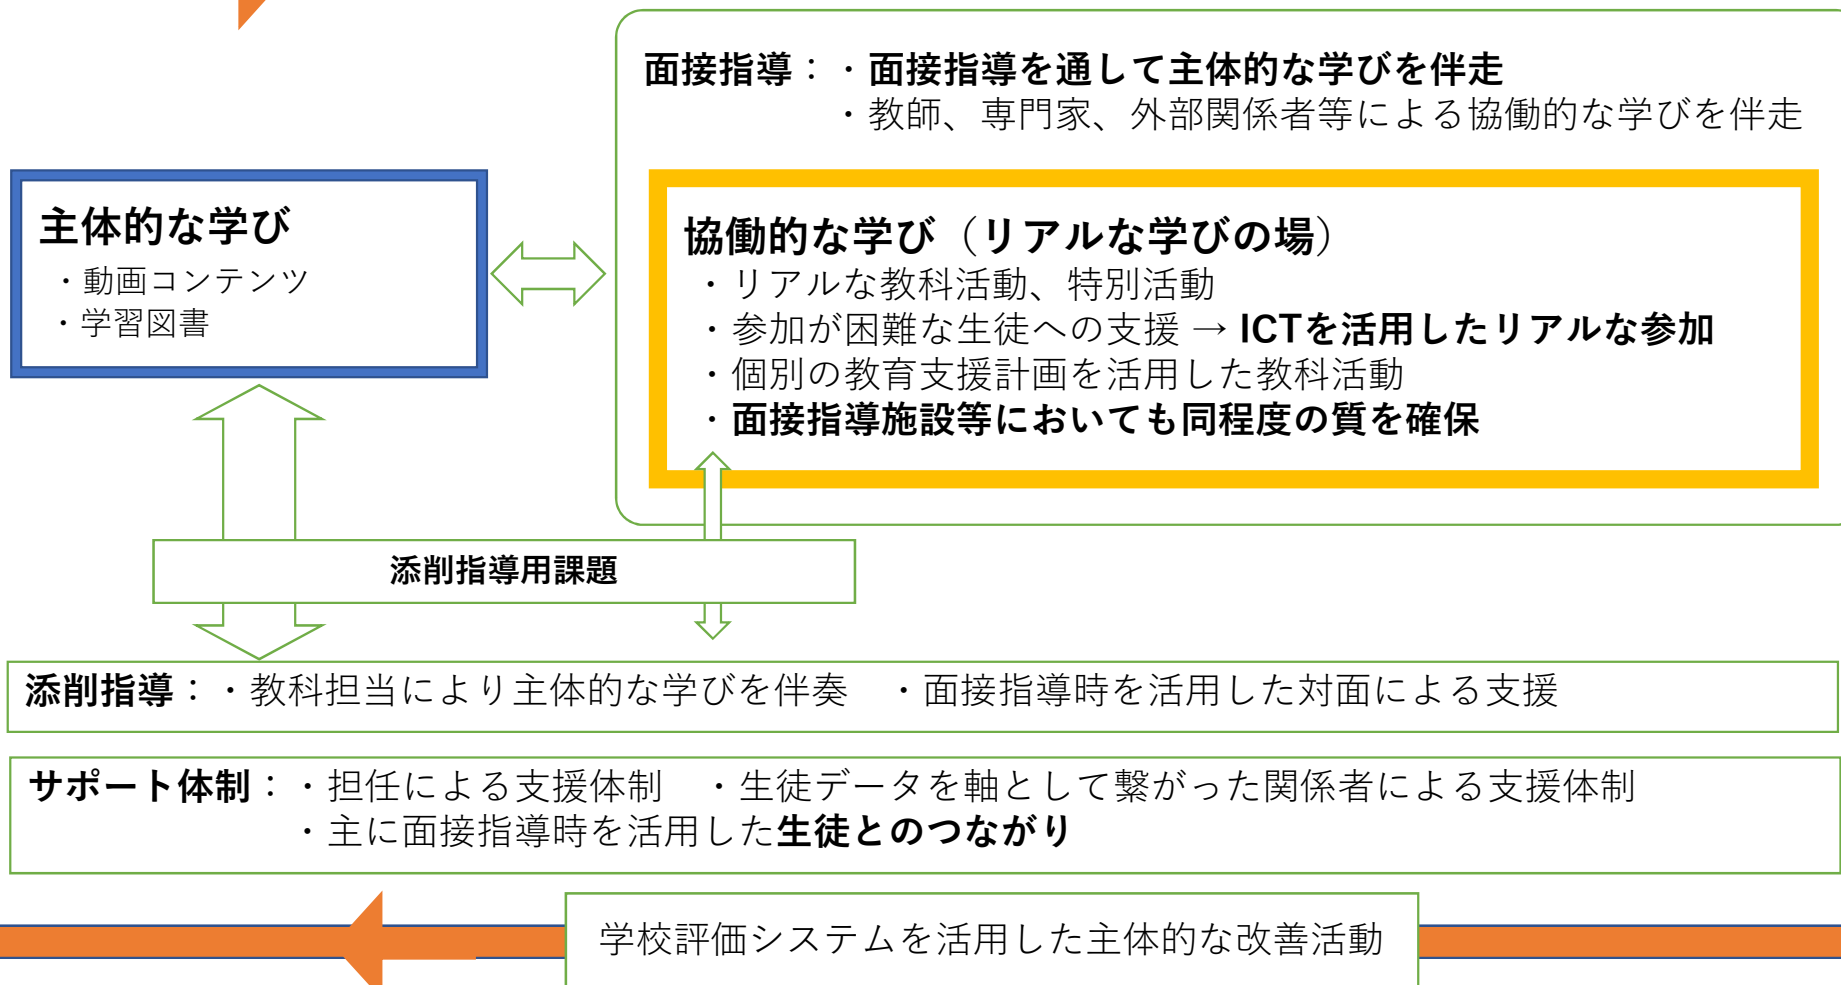 面接指導：・面接指導を通して主体的な学びを伴走
・教師、専門家、外部関係者等による協働的な学びを伴走
主体的な学び
・動画コンテンツ
・学習図書
協働的な学び（リアルな学びの場）
・リアルな教科活動、特別活動
・参加が困難な生徒への支援 → ICTを活用したリアルな参加
・個別の教育支援計画を活用した教科活動
・面接指導施設等においても同程度の質を確保
添削指導用課題
添削指導：・教科担当により主体的な学びを伴奏　・面接指導時を活用した対面による支援
サポート体制：・担任による支援体制　・生徒データを軸として繋がった関係者による支援体制
・主に面接指導時を活用した生徒とのつながり
学校評価システムを活用した主体的な改善活動